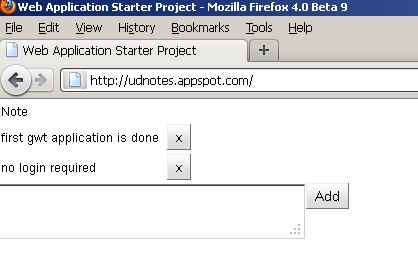 Web Application Starter Project - Mozilla Firefox 4.0 Beta 9
File Edit View History Bookmarks Tools Help
Web Application Starter Project +
http://udnotes.appspot.com/
Note
first gwt application is done x
no login required x
Add